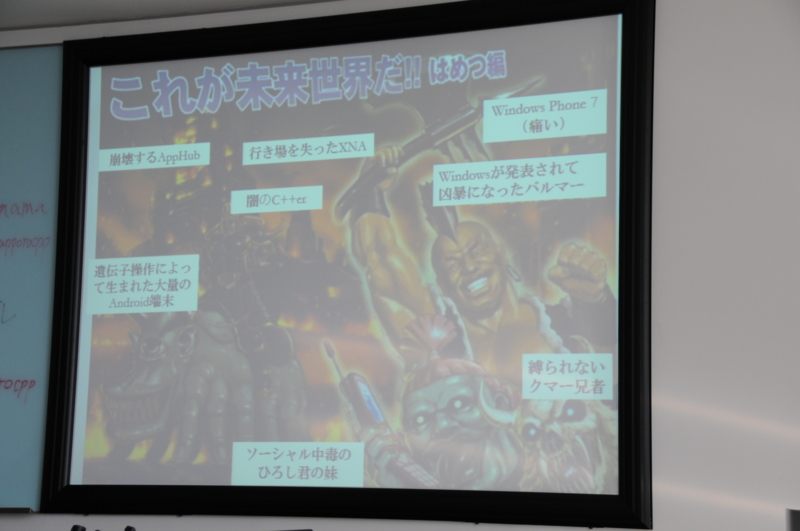 これが未来世界だ!! はめつ編
Windows Phone 7
（痛い）
崩壊するAppHub
行き場を失ったXNA
Windowsが発表されて
凶暴になったバルマー
闇のC++er
遺伝子操作によっ
て生まれた大量の
Android端末
縛られない
クマー兄者
ソーシャル中毒の
ひろし君の妹